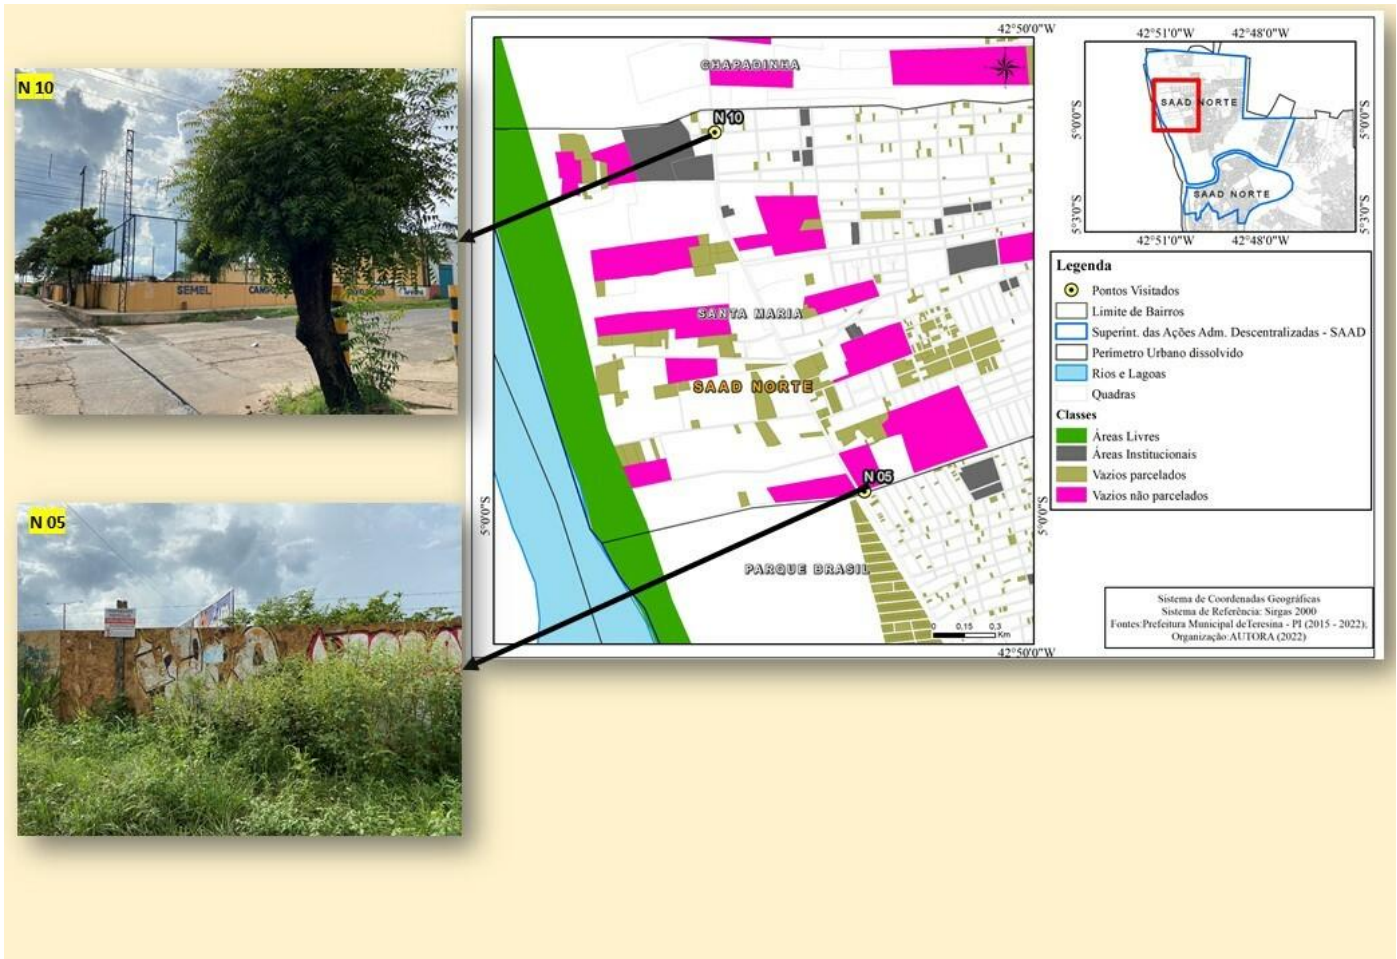 N 10
SEMEL
N 05
42°50'0"W
CHAPADINHA
N 10
SANTA MARIA
SAAD NORTE
N 05
PARQUE BRASIL
5°0'0"S
5°0'0"S
0 0,15 0,3
Km
42°50'0"W
42°51'0"W 42°48'0"W
5°0'0"S
5°0'0"S
SAAD NORTE
SAAD NORTE
5°3'0"S
5°3'0"S
42°51'0"W 42°48'0"W
Legenda
Pontos Visitados
Limite de Bairros
Superint. das Ações Adm. Descentralizadas - SAAD
Perímetro Urbano dissolvido
Rios e Lagoas
Quadras
Classes
Áreas Livres
Áreas Institucionais
Vazios parcelados
Vazios não parcelados
Sistema de Coordenadas Geográficas
Sistema de Referência: Sirgas 2000
Fontes:Prefeitura Municipal deTeresina - PI (2015 - 2022);
Organização:AUTORA (2022)